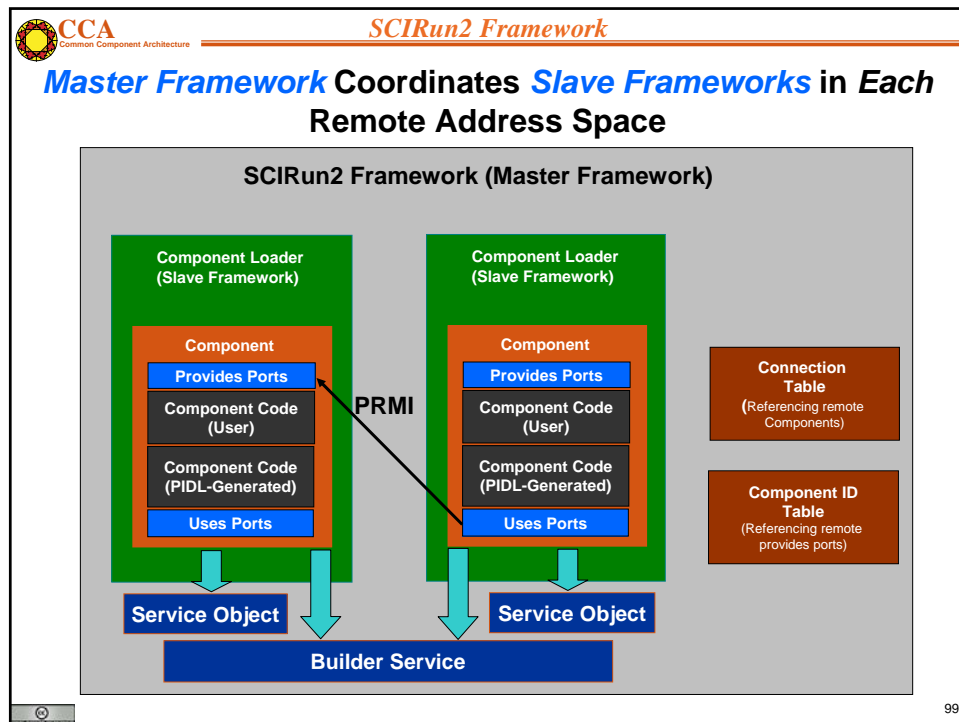 CCA
Common Component Architecture
SCIRun2 Framework
Master Framework Coordinates Slave Frameworks in Each
Remote Address Space
SCIRun2 Framework (Master Framework)
Component Loader
(Slave Framework)
Component
Provides Ports
Component Code
(User)
Component Code
(PIDL-Generated)
Uses Ports
PRMI
Component Loader
(Slave Framework)
Component
Provides Ports
Component Code
(User)
Component Code
(PIDL-Generated)
Uses Ports
Connection
Table
(Referencing remote
Components)
Component ID
Table
(Referencing remote
provides ports)
Service Object
Service Object
Builder Service
cc
99